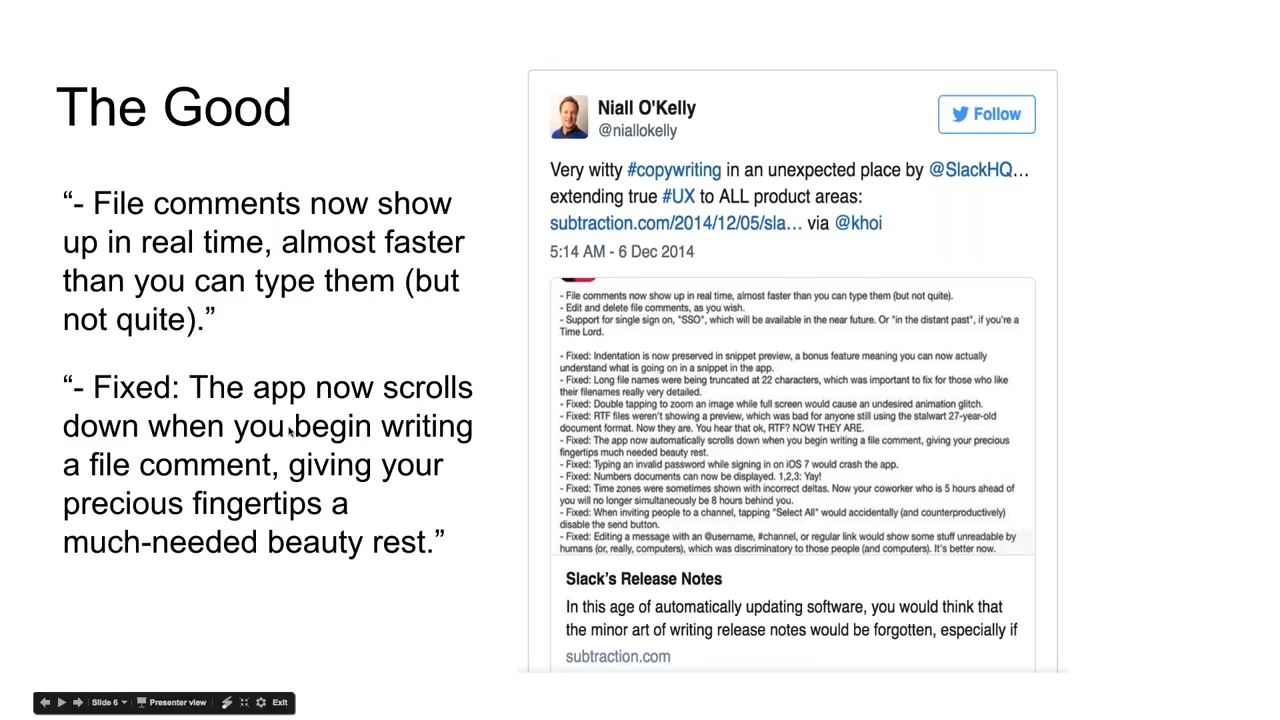 The Good
“- File comments now show
up in real time, almost faster
than you can type them (but
not quite).”
“- Fixed: The app now scrolls
down when you begin writing
a file comment, giving your
precious fingertips a
much-needed beauty rest.”
Niall O'Kelly
@niallokelly
Follow
Very witty #copywriting in an unexpected place by @SlackHQ…
extending true #UX to ALL product areas:
subtraction.com/2014/12/05/sla… via @khoi
5:14 AM - 6 Dec 2014
- File comments now show up in real time, almost faster than you can type them (but not quite).
- Edit and delete file comments, as you wish.
- Support for single sign on, "SSO", which will be available in the near future. Or "in the distant past", if you're a
Time Lord.
- Fixed: Indentation is now preserved in snippet preview, a bonus feature meaning you can now actually
understand what is going on in a snippet in the app.
- Fixed: Long file names were being truncated at 22 characters, which was important to fix for those who like
their filenames really very detailed.
- Fixed: Double tapping to zoom an image while full screen would cause an undesired animation glitch.
- Fixed: RTF files weren't showing a preview, which was bad for anyone still using the stalwart 27-year-old
document format. Now they are. You hear that ok, RTF? NOW THEY ARE.
- Fixed: The app now automatically scrolls down when you begin writing a file comment, giving your precious
fingertips much needed beauty rest.
- Fixed: Typing an invalid password while signing in on iOS 7 would crash the app.
- Fixed: Numbers documents can now be displayed. 1,2,3: Yay!
- Fixed: Time zones were sometimes shown with incorrect deltas. Now your coworker who is 5 hours ahead of
you will no longer simultaneously be 8 hours behind you.
- Fixed: When inviting people to a channel, tapping "Select All" would accidentally (and counterproductively)
disable the send button.
- Fixed: Editing a message with an @username, #channel, or regular link would show some stuff unreadable by
humans (or, really, computers), which was discriminatory to those people (and computers). It's better now.
Slack’s Release Notes
In this age of automatically updating software, you would think that
the minor art of writing release notes would be forgotten, especially if
subtraction.com
Slide 6
Presenter view
Exit